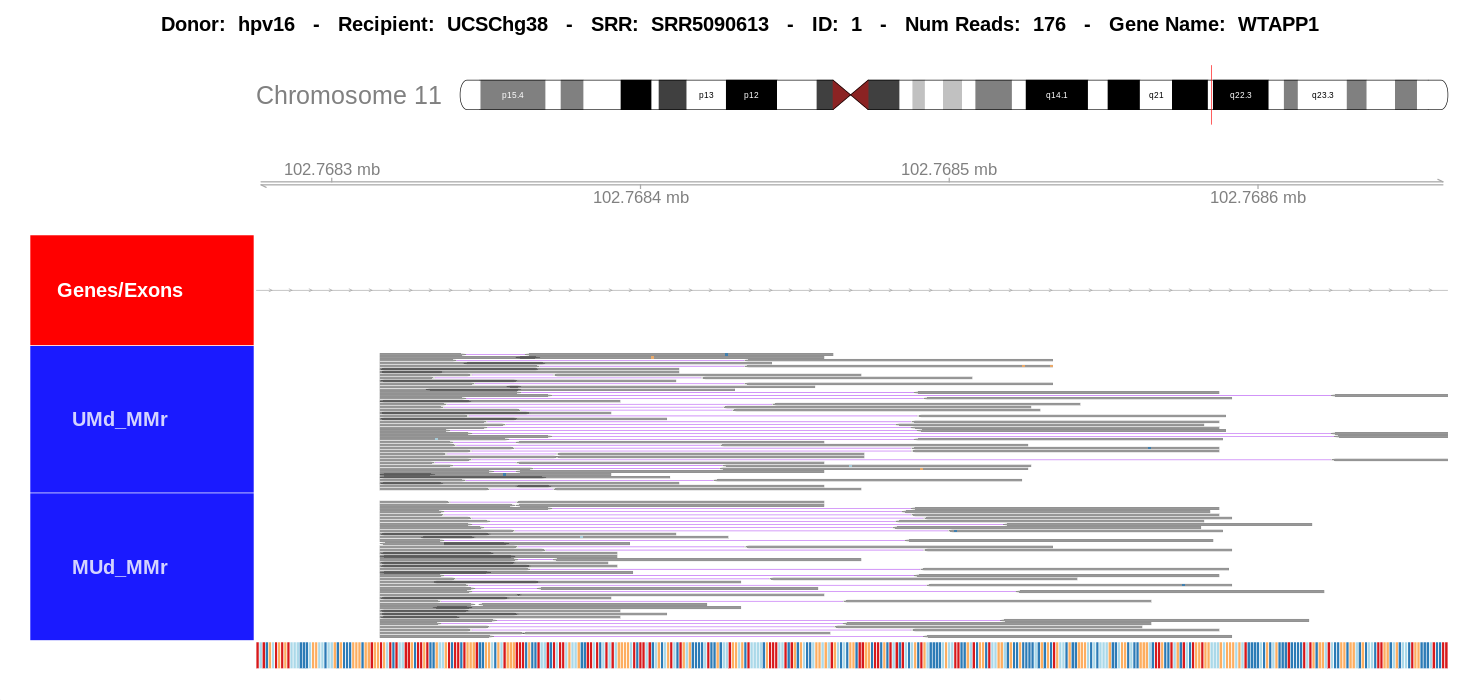 Donor: hpv16 - Recipient: UCSChg38 - SRR: SRR5090613 - ID: 1 - Num Reads: 176 - Gene Name: WTAPP1
Chromosome 11
p15.4 p13 p12 q14.1 q21 q22.3 q23.3
102.7683 mb 102.7685 mb
102.7684 mb 102.7686 mb
Genes/Exons
UMd_MMr
MUd_MMr